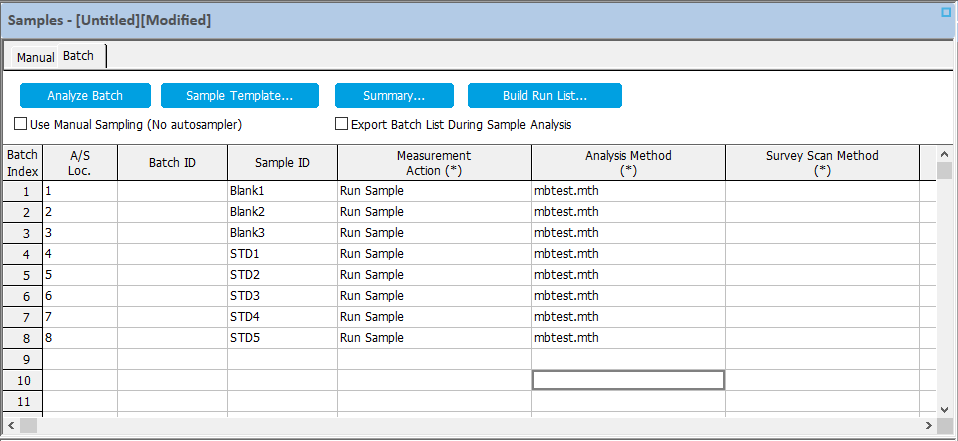 Samples - [Untitled][Modified]
Manual Batch
Analyze Batch Sample Template... Summary... Build Run List...
Use Manual Sampling (No autosampler) Export Batch List During Sample Analysis
Batch Index A/S Loc. Batch ID Sample ID Measurement Action (*) Analysis Method (*) Survey Scan Method (*)
1 1 Blank1 Run Sample mbtest.mth
2 2 Blank2 Run Sample mbtest.mth
3 3 Blank3 Run Sample mbtest.mth
4 4 STD1 Run Sample mbtest.mth
5 5 STD2 Run Sample mbtest.mth
6 6 STD3 Run Sample mbtest.mth
7 7 STD4 Run Sample mbtest.mth
8 8 STD5 Run Sample mbtest.mth
9
10
11